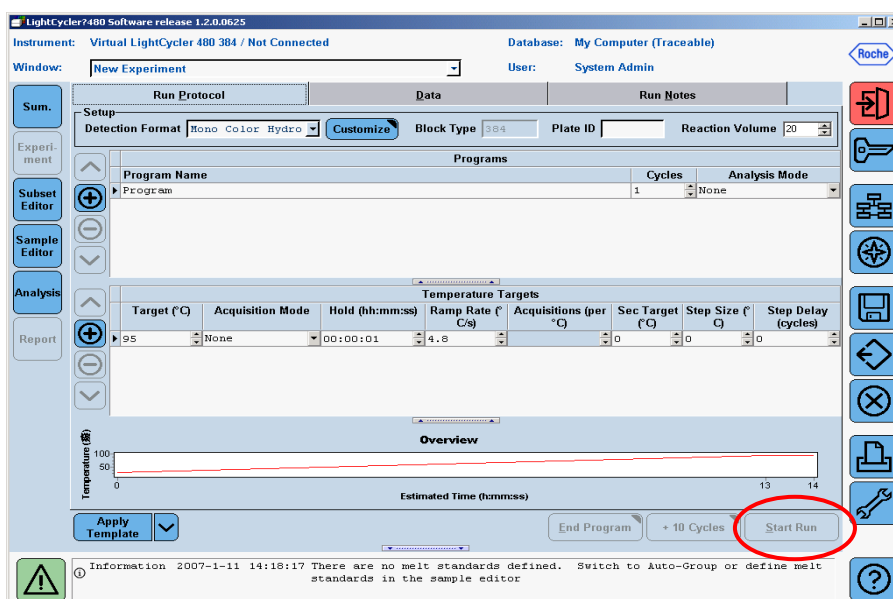 LightCycler?480 Software release 1.2.0.0625
Instrument: Virtual LightCycler 480 384 / Not Connected Database: My Computer (Traceable)
Window: New Experiment User: System Admin
Roche
Sum.
Experi-
ment
Subset
Editor
Sample
Editor
Analysis
Report
Run Protocol Data Run Notes
Setup
Detection Format Mono Color Hydro Customize Block Type 384 Plate ID Reaction Volume 20
Programs
Program Name Cycles Analysis Mode
Program 1 None
Temperature Targets
Target (°C) Acquisition Mode Hold (hh:mm:ss) Ramp Rate (° Acquisitions (per Sec Target Step Size (° Step Delay
C/s) °C) (°C) C) (cycles)
95 None 00:00:01 4.8 0 0 0
Overview
Temperature
100
50
0 13 14
Estimated Time (h:mm:ss)
Apply
Template
End Program + 10 Cycles Start Run
Information 2007-1-11 14:18:17 There are no melt standards defined. Switch to Auto-Group or define melt
standards in the sample editor